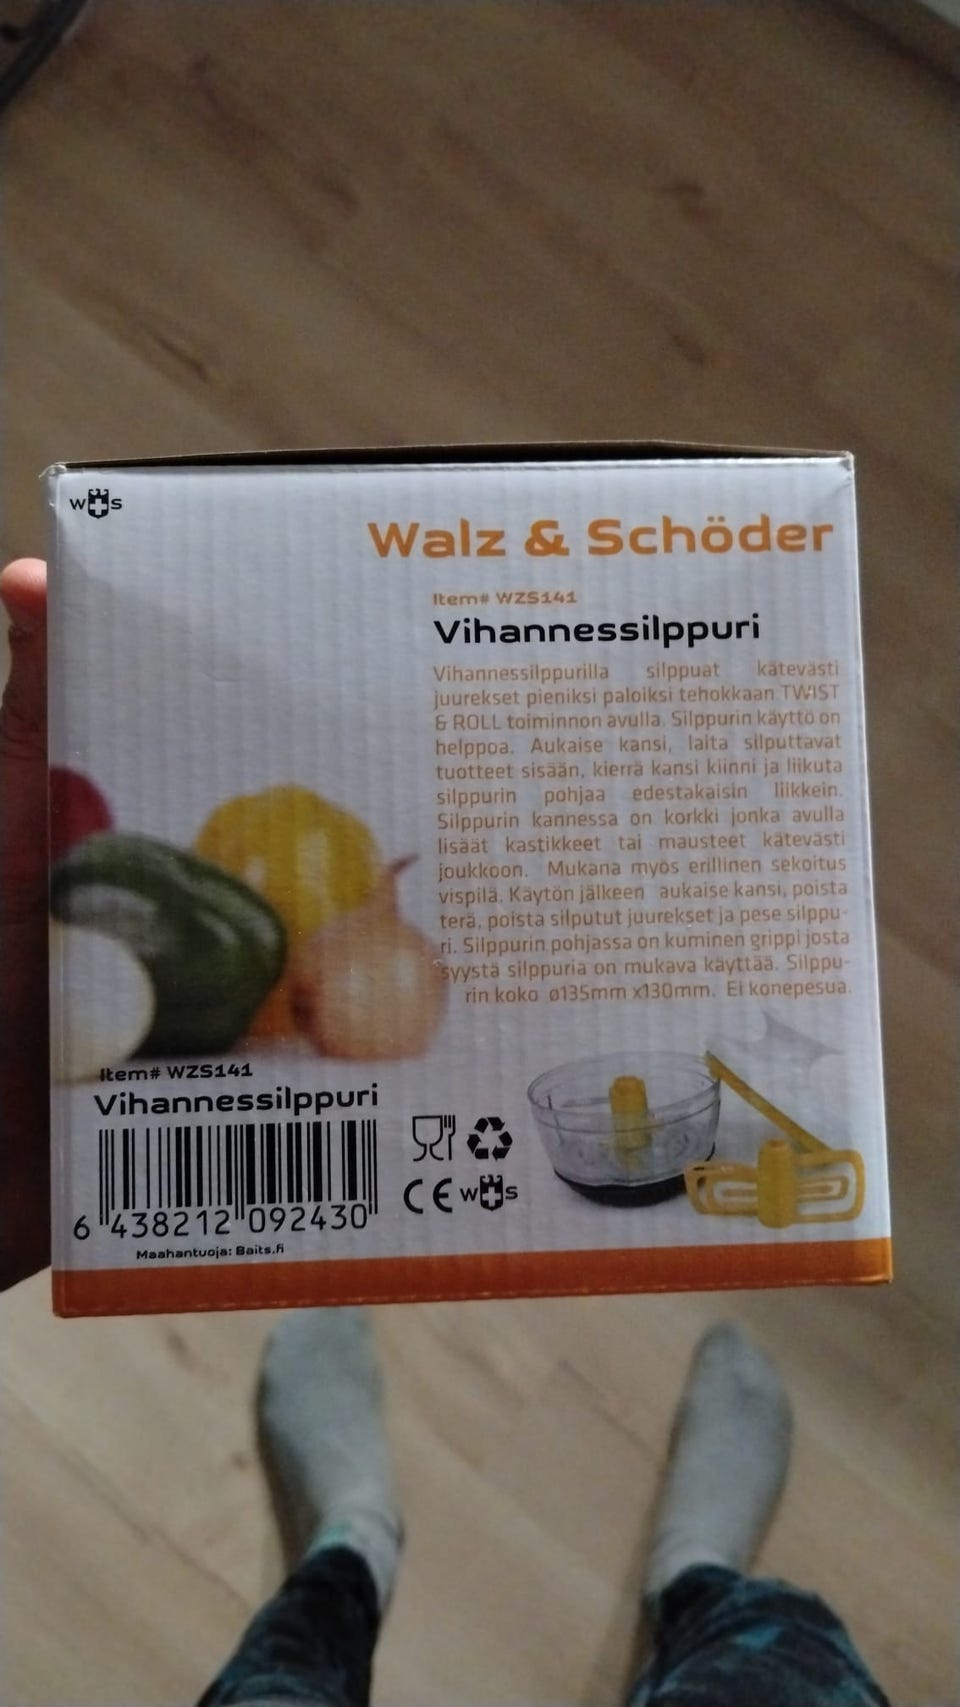 W S
Walz & Schöder
Item# WZS141
Vihannessilppuri
Vihannessilppurilla silppuat kätevästi
juurekset pieniksi paloiksi tehokkaan TWIST
& ROLL toiminnon avulla. Silppurin käyttö on
helppoa. Aukaise kansi, laita silputtavat
tuotteet sisään, kierrä kansi kiinni ja liikuta
silppurin pohjaa edestakaisin liikkein.
Silppurin kannessa on korkki jonka avulla
lisäät kastikkeet tai mausteet kätevästi
joukkoon. Mukana myös erillinen sekoitus
vispilä. Käytön jälkeen aukaise kansi, poista
terä, poista silputut juurekset ja pese silppu-
ri. Silppurin pohjassa on kuminen grippi josta
syystä silppuria on mukava käyttää. Silppu-
rin koko ø135mm x130mm. Ei konepesua.
Item# WZS141
Vihannessilppuri
6 438212 092430
Maahantuoja: Baits.fi
CE W S